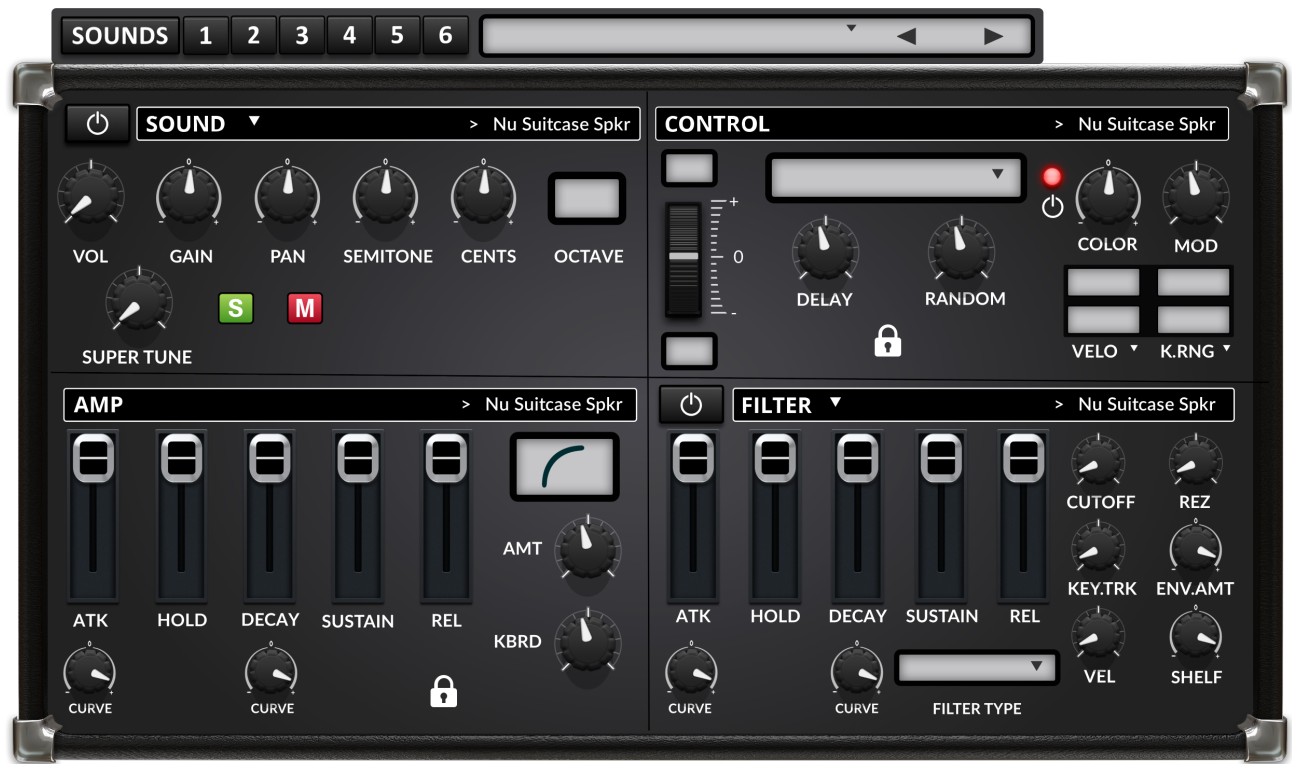 SOUNDS 1 2 3 4 5 6
SOUND > Nu Suitcase Spkr
VOL GAIN PAN SEMITONE CENTS OCTAVE
SUPER TUNE S M
CONTROL > Nu Suitcase Spkr
+
0
-
DELAY RANDOM
COLOR MOD
VELO K.RNG
AMP > Nu Suitcase Spkr
ATK HOLD DECAY SUSTAIN REL
AMT
KBRD
CURVE CURVE
FILTER > Nu Suitcase Spkr
ATK HOLD DECAY SUSTAIN REL
CUTOFF REZ
KEY.TRK ENV.AMT
VEL SHELF
CURVE CURVE FILTER TYPE